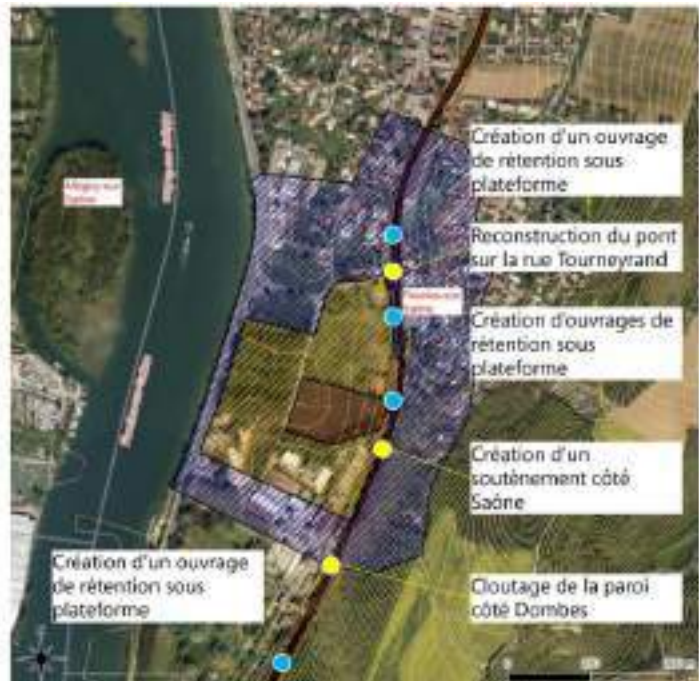 Création d'un ouvrage
de rétention sous
plateforme
Reconstruction du pont
sur la rue Tourneyrand
Création d'ouvrages de
rétention sous
plateforme
Création d'un
soutènement côté
Saône
Création d'un ouvrage
de rétention sous
plateforme
Cloutage de la paroi
côté Dombes
0